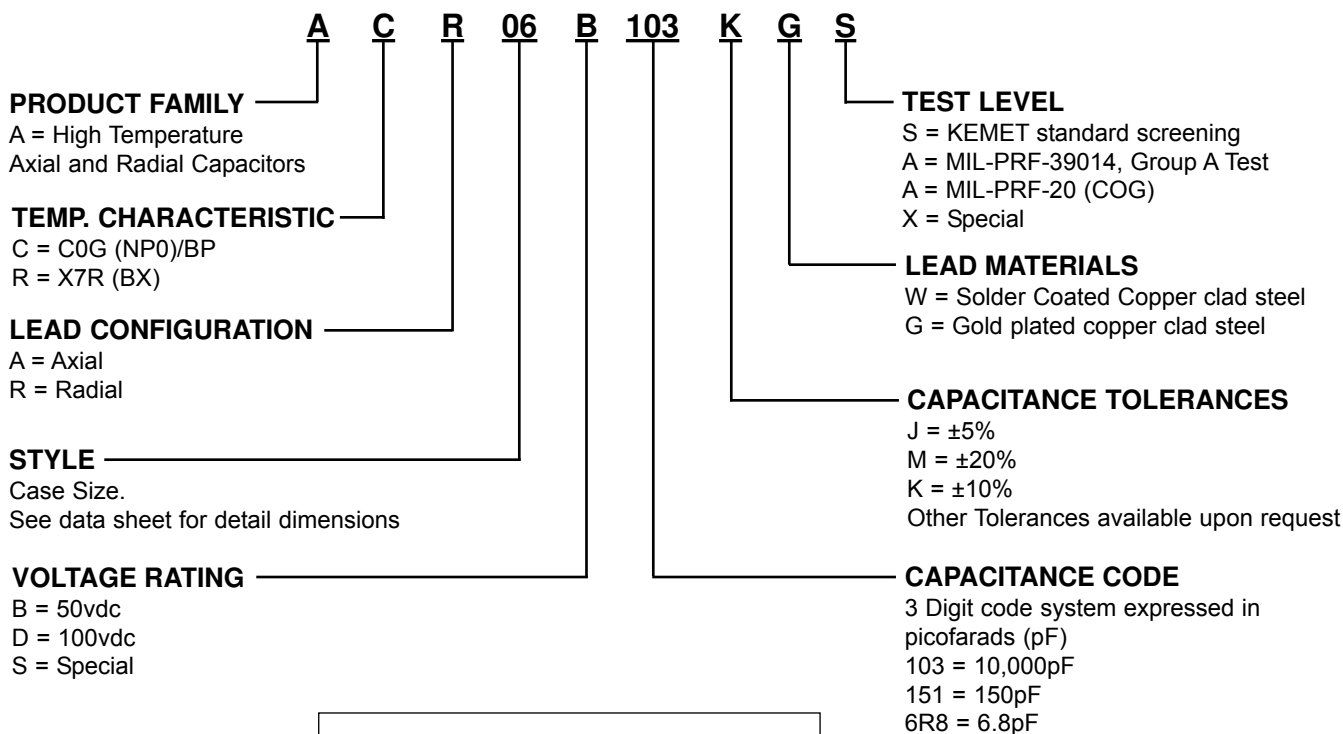 A C R 06 B 103 K G S
PRODUCT FAMILY
A = High Temperature
Axial and Radial Capacitors
TEMP. CHARACTERISTIC
C = C0G (NP0)/BP
R = X7R (BX)
LEAD CONFIGURATION
A = Axial
R = Radial
STYLE
Case Size.
See data sheet for detail dimensions
VOLTAGE RATING
B = 50vdc
D = 100vdc
S = Special
TEST LEVEL
S = KEMET standard screening
A = MIL-PRF-39014, Group A Test
A = MIL-PRF-20 (COG)
X = Special
LEAD MATERIALS
W = Solder Coated Copper clad steel
G = Gold plated copper clad steel
CAPACITANCE TOLERANCES
J = ±5%
M = ±20%
K = ±10%
Other Tolerances available upon request
CAPACITANCE CODE
3 Digit code system expressed in
picofarads (pF)
103 = 10,000pF
151 = 150pF
6R8 = 6.8pF